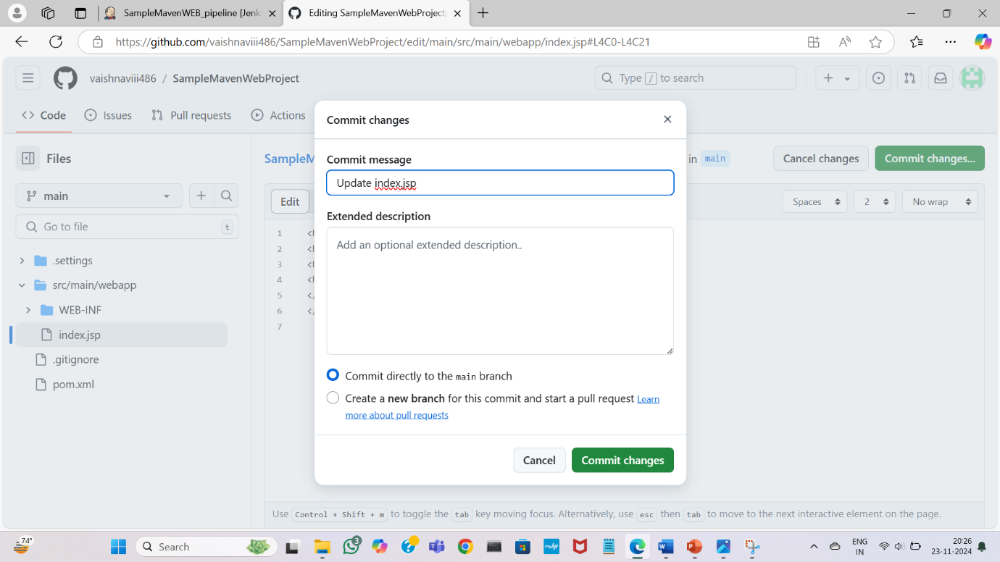 SampleMavenWEB_pipeline [Jenki
Editing SampleMavenWebProject/
https://github.com/vaishnaviii486/SampleMavenWebProject/edit/main/src/main/webapp/index.jsp#L4C0-L4C21
vaishnaviii486 / SampleMavenWebProject
Type / to search
Code
Issues
Pull requests
Actions
Files
main
Go to file
t
.settings
src/main/webapp
WEB-INF
index.jsp
.gitignore
pom.xml
SampleM
in main
Cancel changes
Commit changes...
Edit
Spaces
2
No wrap
1 <h
2 <b
3 <h
4 <h
5 </
6 </
7
Commit changes
Commit message
Update index.jsp
Extended description
Add an optional extended description..
Commit directly to the main branch
Create a new branch for this commit and start a pull request Learn
more about pull requests
Cancel
Commit changes
Use Control + Shift + m to toggle the tab key moving focus. Alternatively, use esc then tab to move to the next interactive element on the page.
74°
Search
3
myhp
ENG
IN
20:26
23-11-2024